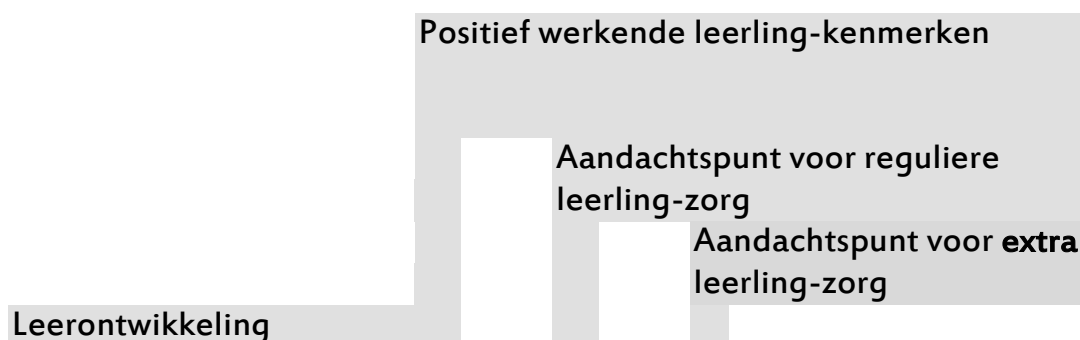 Positief werkende leerling-kenmerken
Aandachtspunt voor reguliere
leerling-zorg
Aandachtspunt voor extra
leerling-zorg
Leerontwikkeling